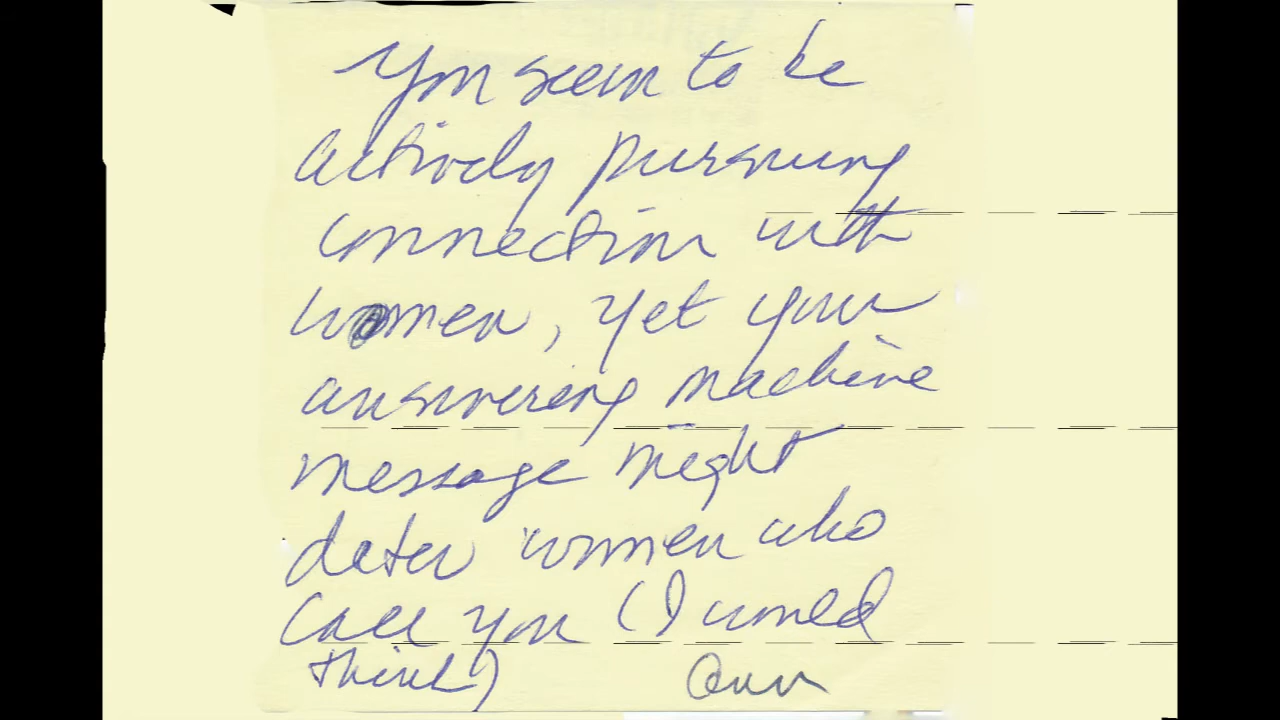 You seem to be
actively pursuing
connection with
women, yet your
answering machine
message might
deter women who
call you (I would
think) Ann